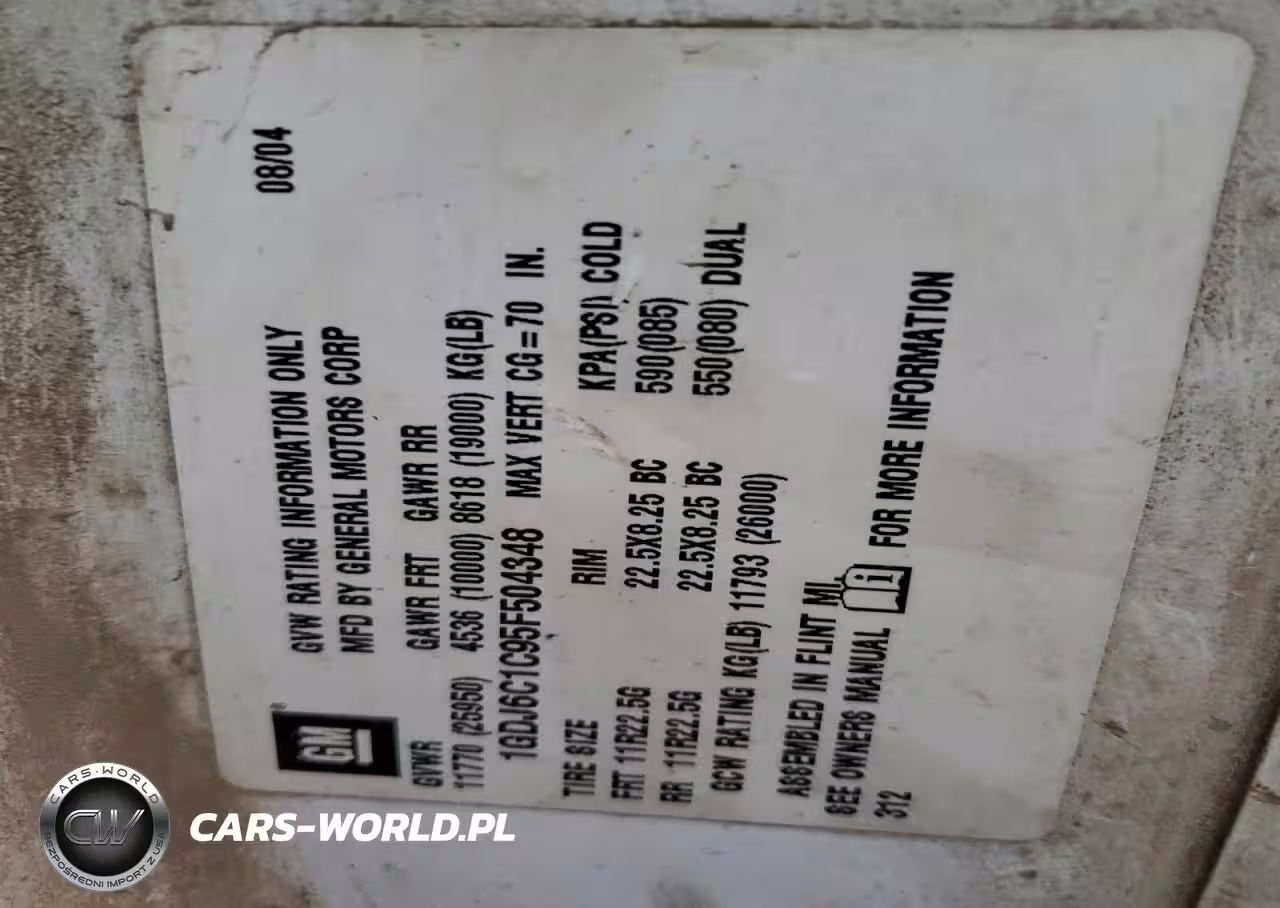 GM
GVW RATING INFORMATION ONLY 08/04
MFD BY GENERAL MOTORS CORP
GVWR GAWR FRT GAWR RR
11770 (25950) 4536 (10000) 8618 (19000) KG(LB)
1GDJ6C1C95F504348 MAX VERT CG=70 IN.
TIRE SIZE RIM KPA(PSI) COLD
FRT 11R22.5G 22.5X8.25 BC 590(085)
RR 11R22.5G 22.5X8.25 BC 550(080) DUAL
GCW RATING KG(LB) 11793 (26000)
ASSEMBLED IN FLINT MI.
SEE OWNERS MANUAL FOR MORE INFORMATION
312
CARS-WORLD
CW
BEZPOŚREDNI IMPORT Z USA
CARS-WORLD.PL